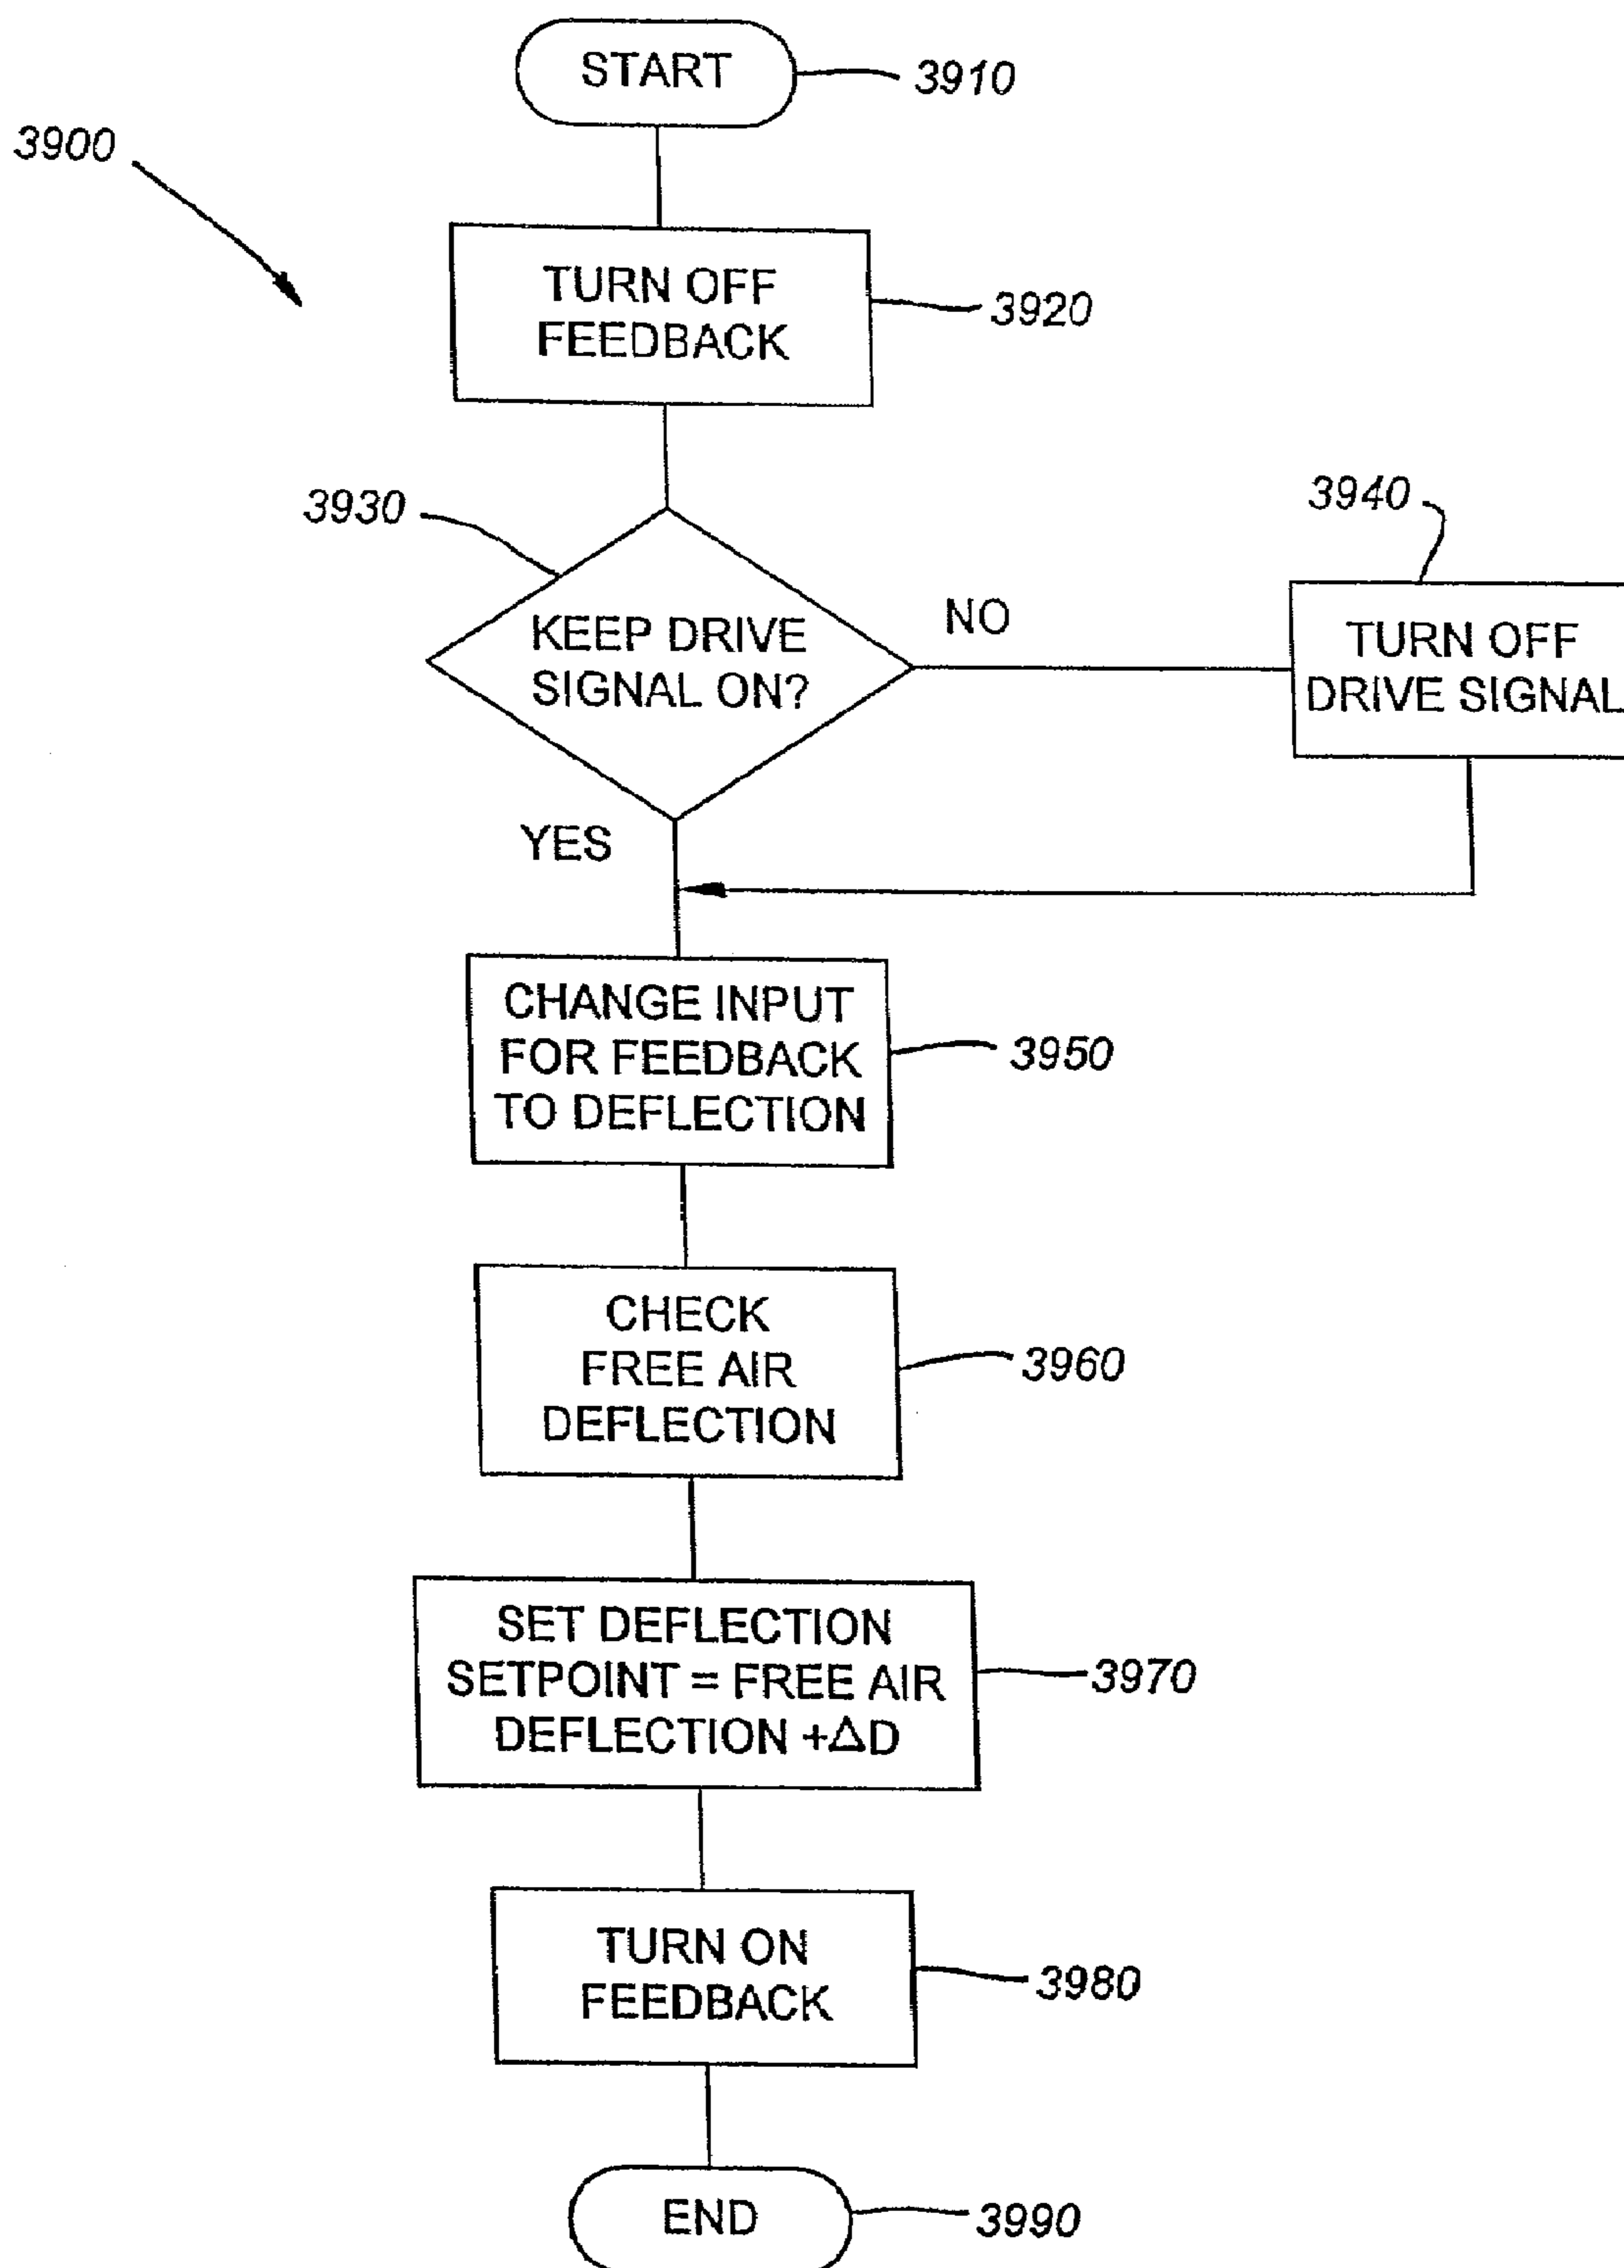 START
3910
3900
TURN OFF
FEEDBACK
3920
3930
KEEP DRIVE
SIGNAL ON?
NO
YES
3940
TURN OFF
DRIVE SIGNAL
CHANGE INPUT
FOR FEEDBACK
TO DEFLECTION
3950
CHECK
FREE AIR
DEFLECTION
3960
SET DEFLECTION
SETPOINT = FREE AIR
DEFLECTION +ΔD
3970
TURN ON
FEEDBACK
3980
END
3990